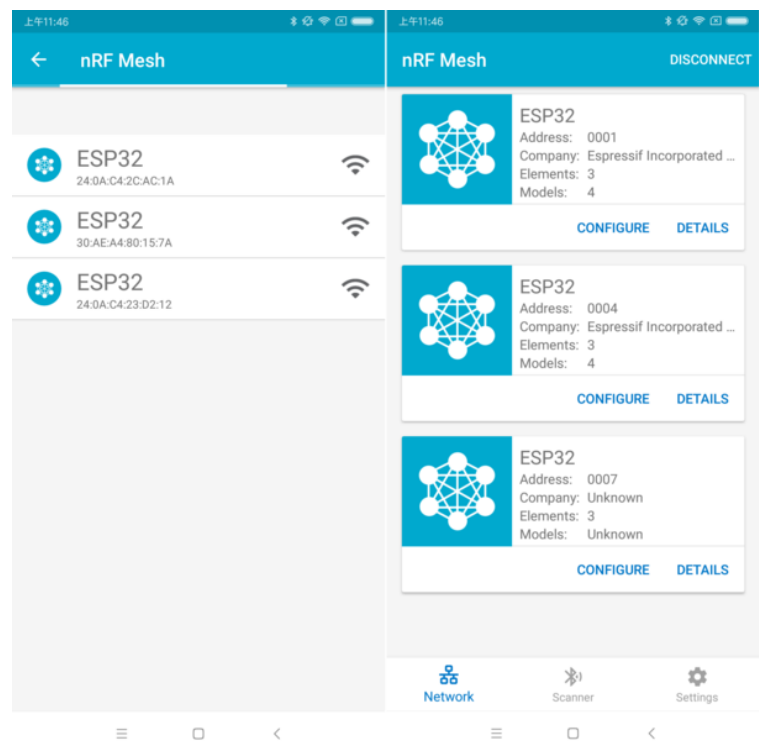 上午11:46
nRF Mesh
ESP32
24:0A:C4:2C:AC:1A
ESP32
30:AE:A4:80:15:7A
ESP32
24:0A:C4:23:D2:12
上午11:46
nRF Mesh DISCONNECT
ESP32
Address: 0001
Company: Espressif Incorporated ...
Elements: 3
Models: 4
CONFIGURE DETAILS
ESP32
Address: 0004
Company: Espressif Incorporated ...
Elements: 3
Models: 4
CONFIGURE DETAILS
ESP32
Address: 0007
Company: Unknown
Elements: 3
Models: Unknown
CONFIGURE DETAILS
Network Scanner Settings